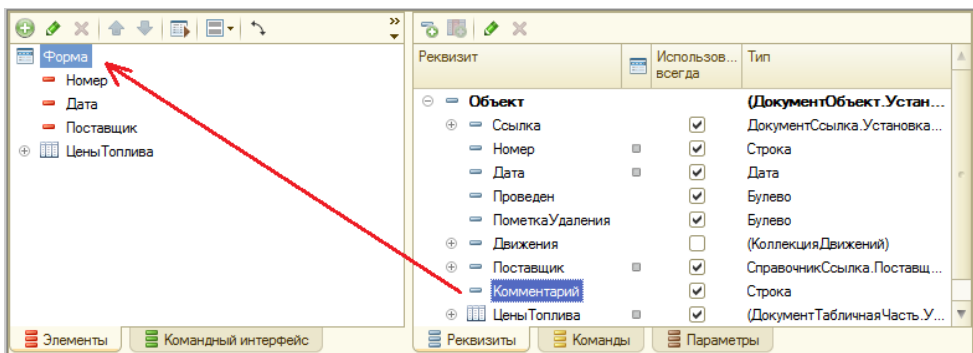 Форма
Номер
Дата
Поставщик
ЦеныТоплива
Элементы
Командный интерфейс
Реквизит
Использов...
всегда
Тип
Объект
(ДокументОбъект.Устан...
Ссылка
ДокументСсылка.Установка...
Номер
Строка
Дата
Дата
Проведен
Булево
ПометкаУдаления
Булево
Движения
(КоллекцияДвижений)
Поставщик
СправочникСсылка.Поставщ...
Комментарий
Строка
ЦеныТоплива
(ДокументТабличнаяЧасть.У...
Реквизиты
Команды
Параметры